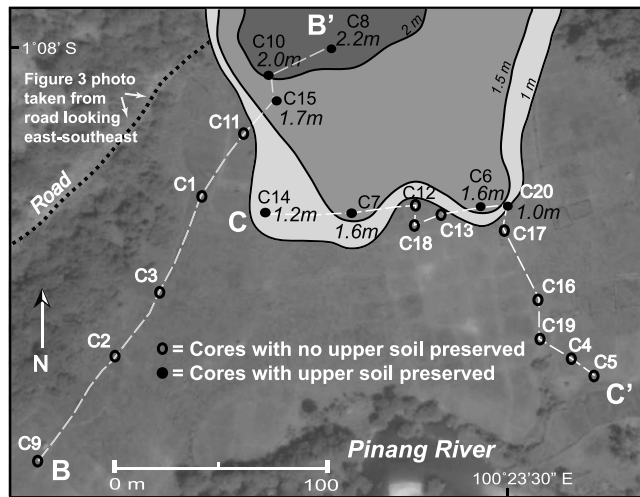 B'
C8
2.2m
2 m
C10
2.0m
1°08' S
Figure 3 photo
taken from
road looking
east-southeast
C15
1.7m
1.5 m
1 m
C11
Road
C1
C14
1.2m
C
C7
1.6m
C12
C18
C13
C6
1.6m
C20
1.0m
C17
C3
C16
N
C2
= Cores with no upper soil preserved
= Cores with upper soil preserved
C19
C4
C5
C'
C9
B
0 m
100
Pinang River
100°23'30" E